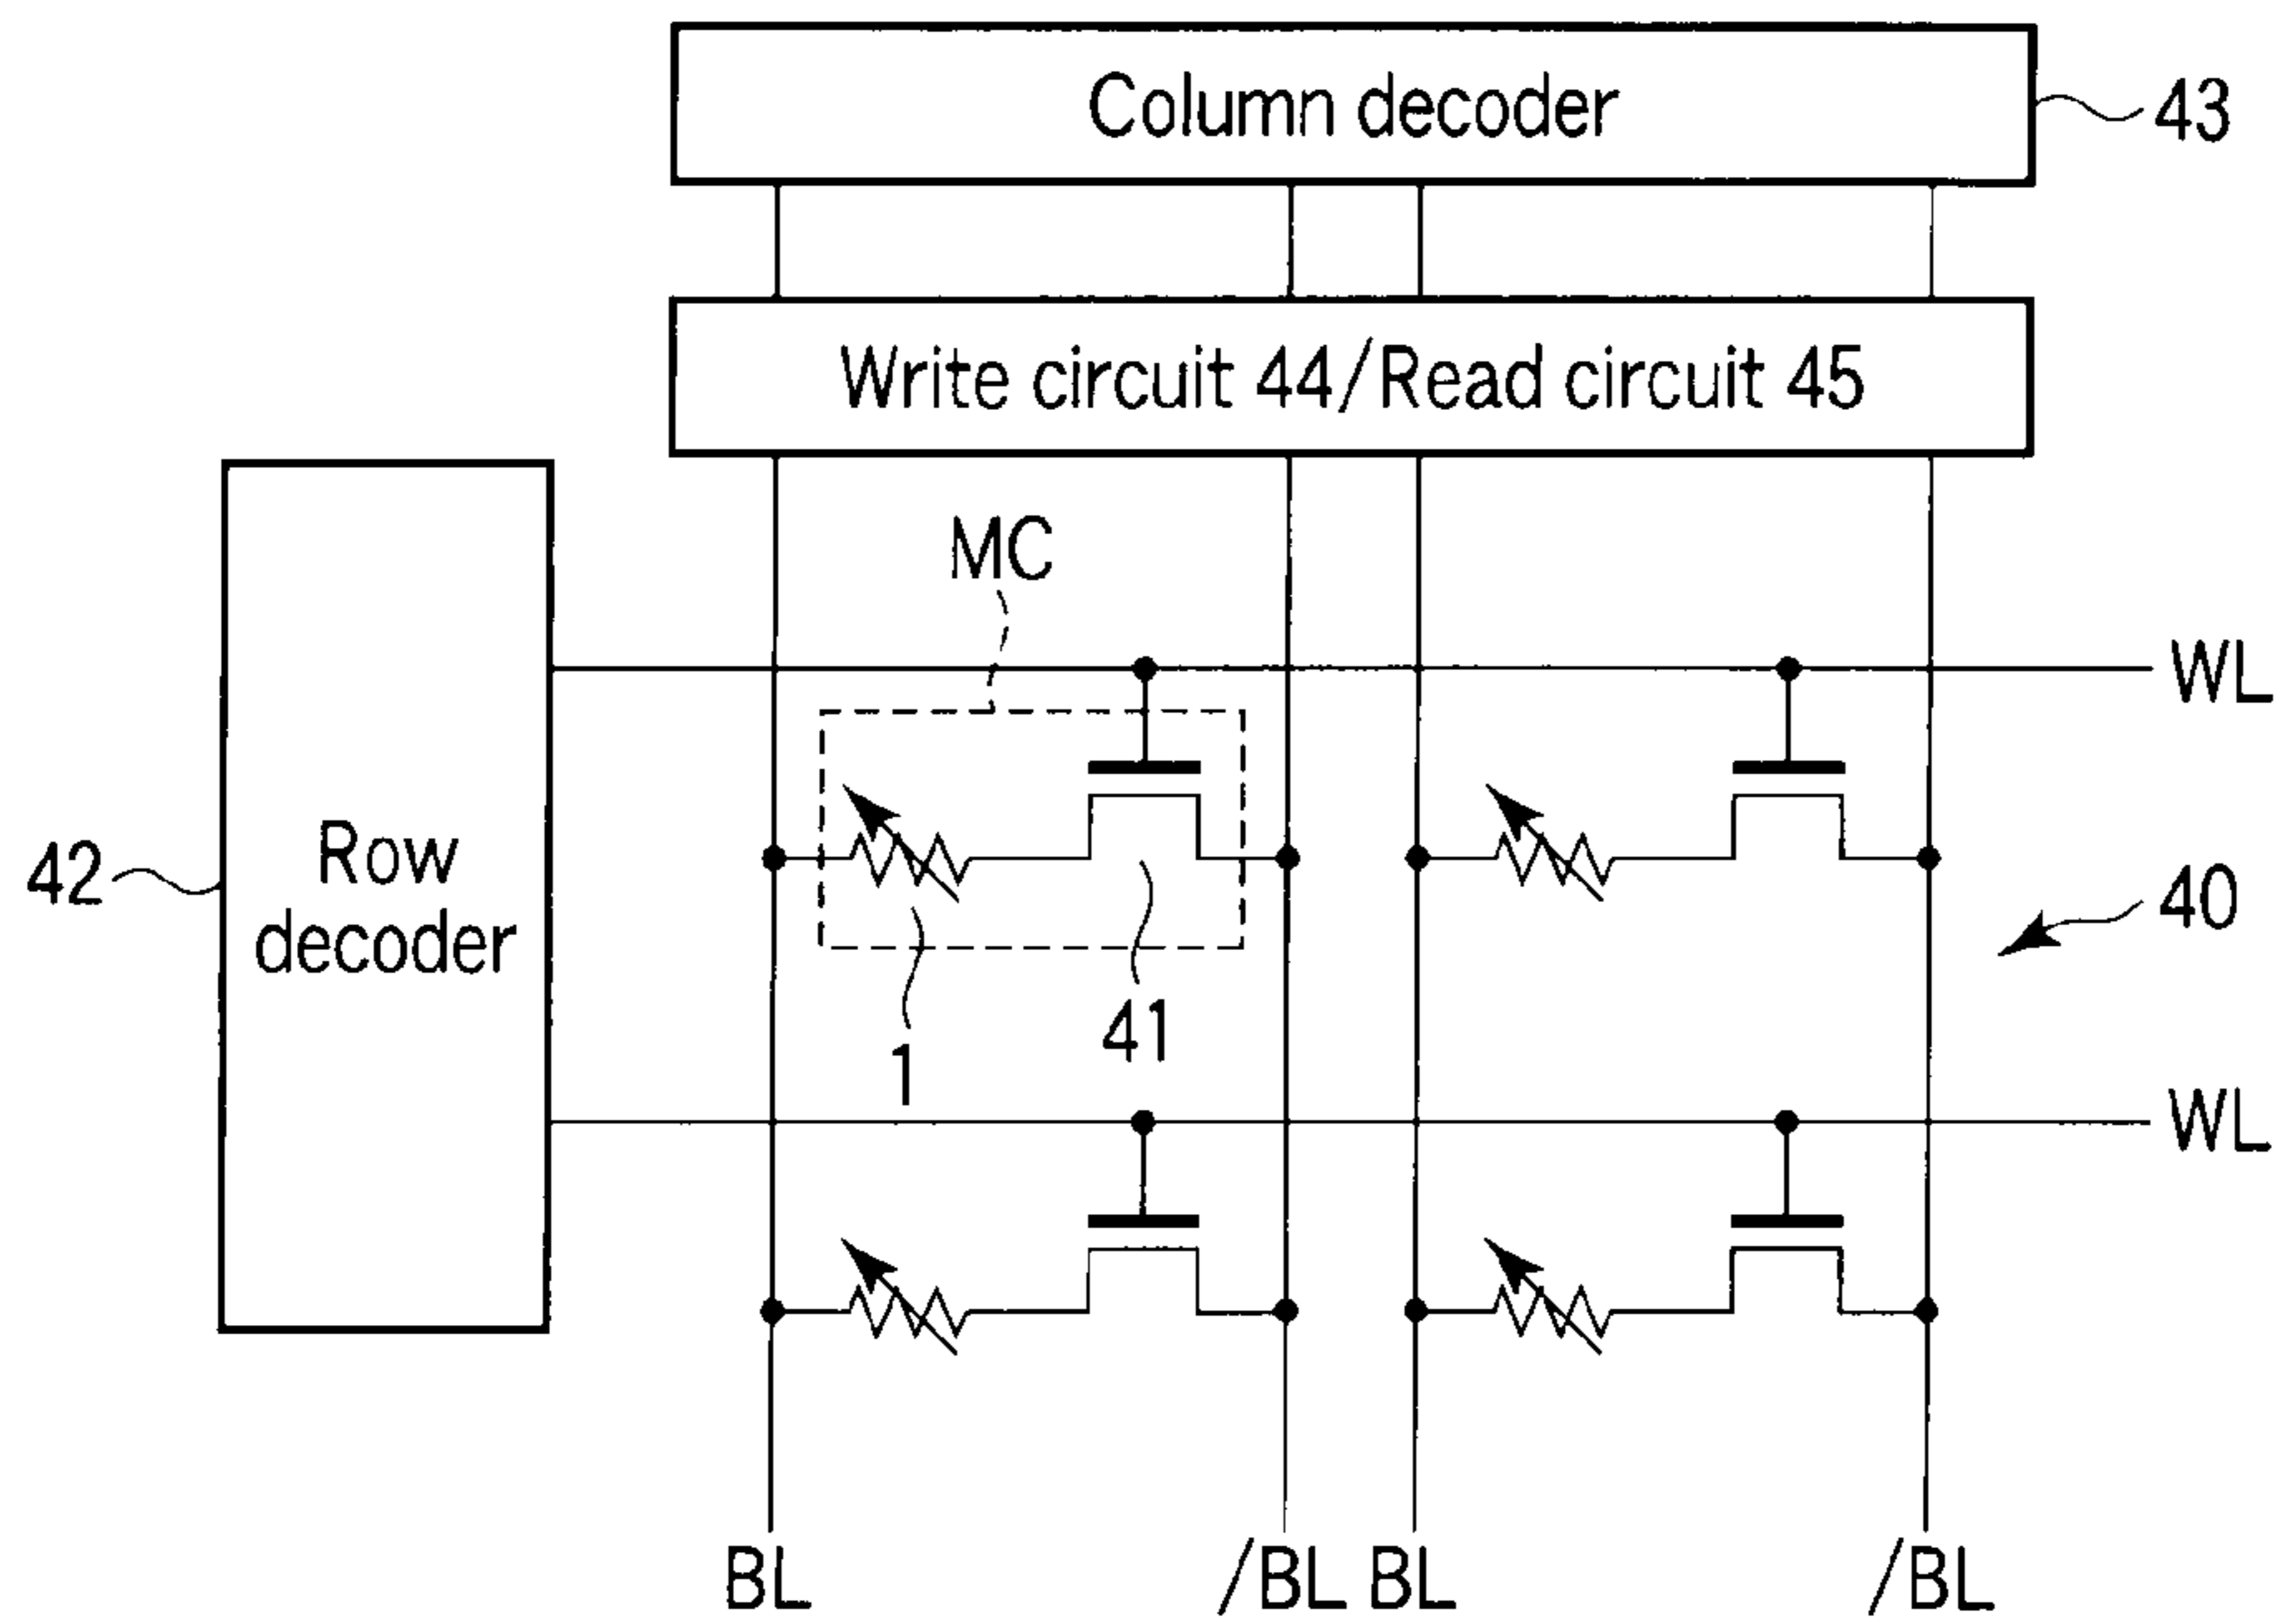 Column decoder
43
Write circuit 44/Read circuit 45
MC
WL
42
Row
decoder
40
1
41
WL
BL
/BL
BL
/BL